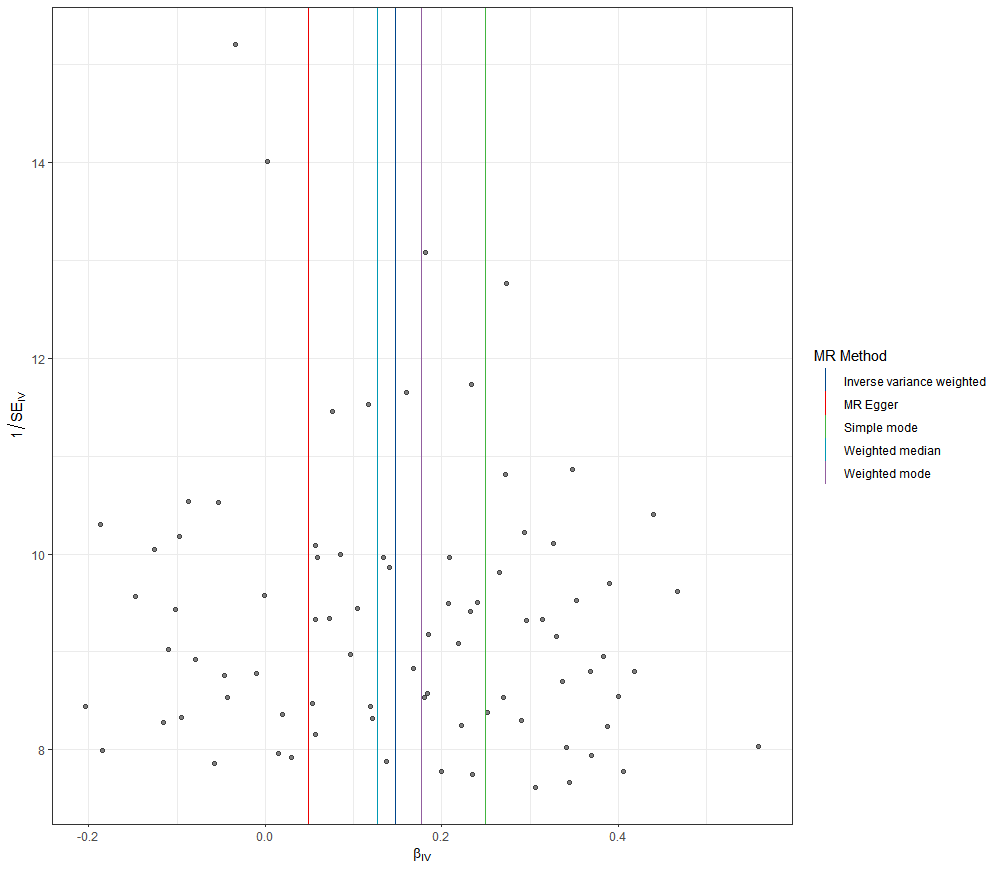 14
12
10
8
1/SE_IV
-0.2
0.0
0.2
0.4
β_IV
MR Method
Inverse variance weighted
MR Egger
Simple mode
Weighted median
Weighted mode